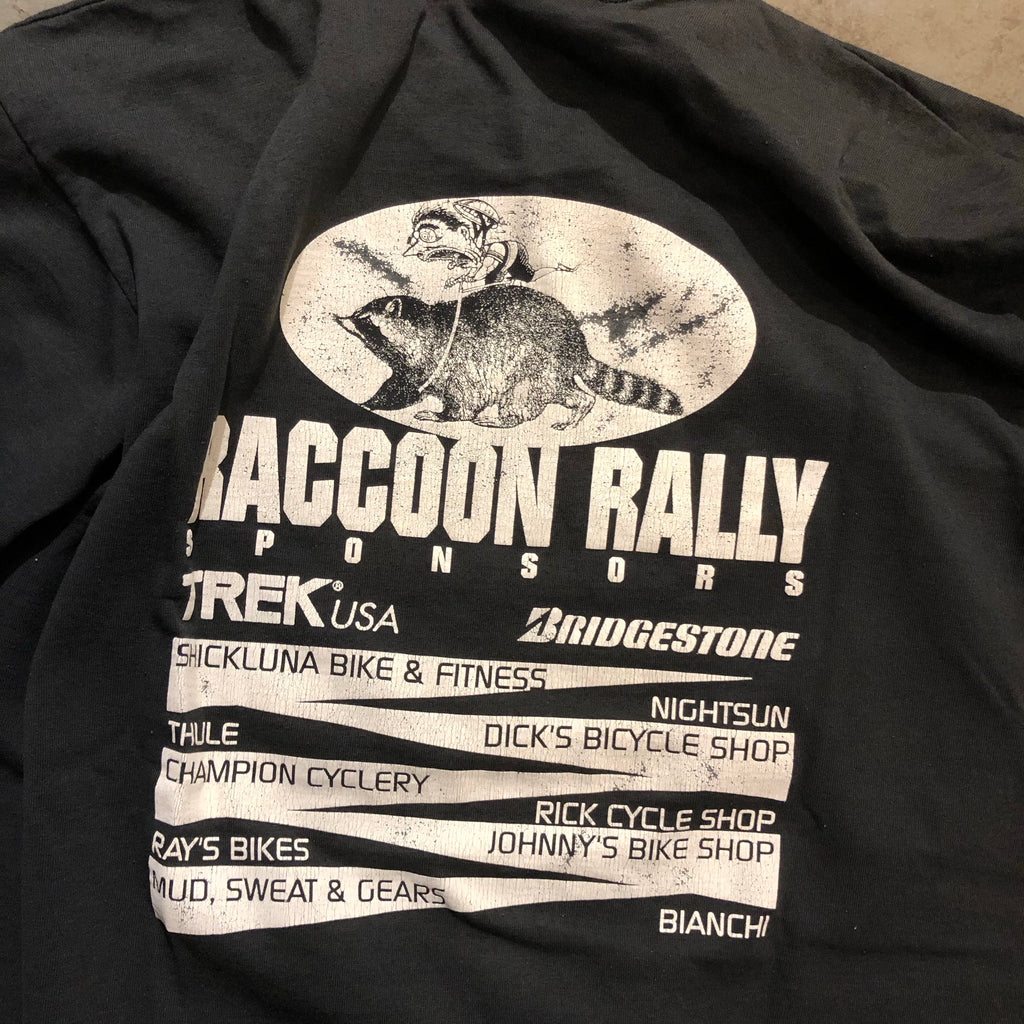 RACCOON RALLY
SPONSORS
TREK® USA
BRIDGESTONE
SHICKLUNA BIKE & FITNESS
NIGHTSUN
THULE
DICK'S BICYCLE SHOP
CHAMPION CYCLERY
RICK CYCLE SHOP
RAY'S BIKES
JOHNNY'S BIKE SHOP
MUD, SWEAT & GEARS
BIANCHI